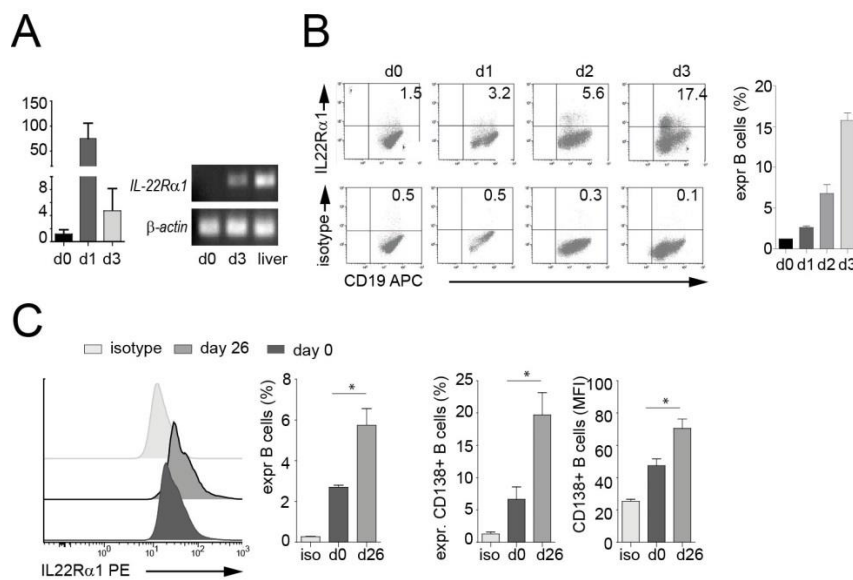 A
100
50
8
4
0
d0 d1 d3
IL-22Rα1
β-actin
d0 d3 liver
B
d0 d1 d2 d3
IL22Rα1
1.5 3.2 5.6 17.4
isotype
0.5 0.5 0.3 0.1
CD19 APC
expr B cells (%)
20
15
10
5
0
d0 d1 d2 d3
C
isotype day 26 day 0
10⁰ 10¹ 10² 10³
IL22Rα1 PE
expr B cells (%)
8
6
4
2
0
*
iso d0 d26
expr. CD138+ B cells (%)
25
20
15
10
5
0
*
iso d0 d26
CD138+ B cells (MFI)
100
80
60
40
20
0
*
iso d0 d26